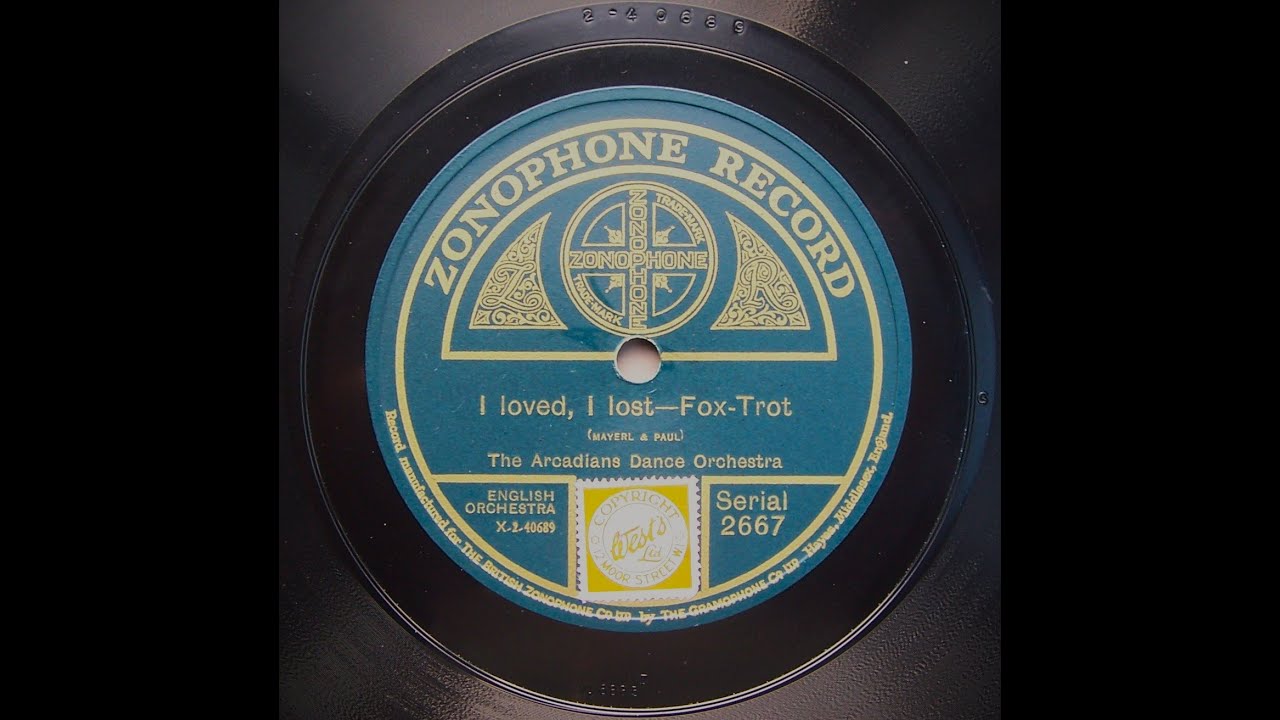 2-40689
ZONOPHONE RECORD
TRADE-MARK
ZONOPHONE
ZONOPHONE
TRADE-MARK
Z
R
I loved, I lost—Fox-Trot
(MAYERL & PAUL)
The Arcadians Dance Orchestra
ENGLISH
ORCHESTRA
X-2-40689
Serial
2667
COPYRIGHT
West's
Ltd
12 MOOR STREET W1
Record manufactured for THE BRITISH ZONOPHONE Co LTD by THE GRAMOPHONE Co LTD Hayes, Middlesex, England.
G